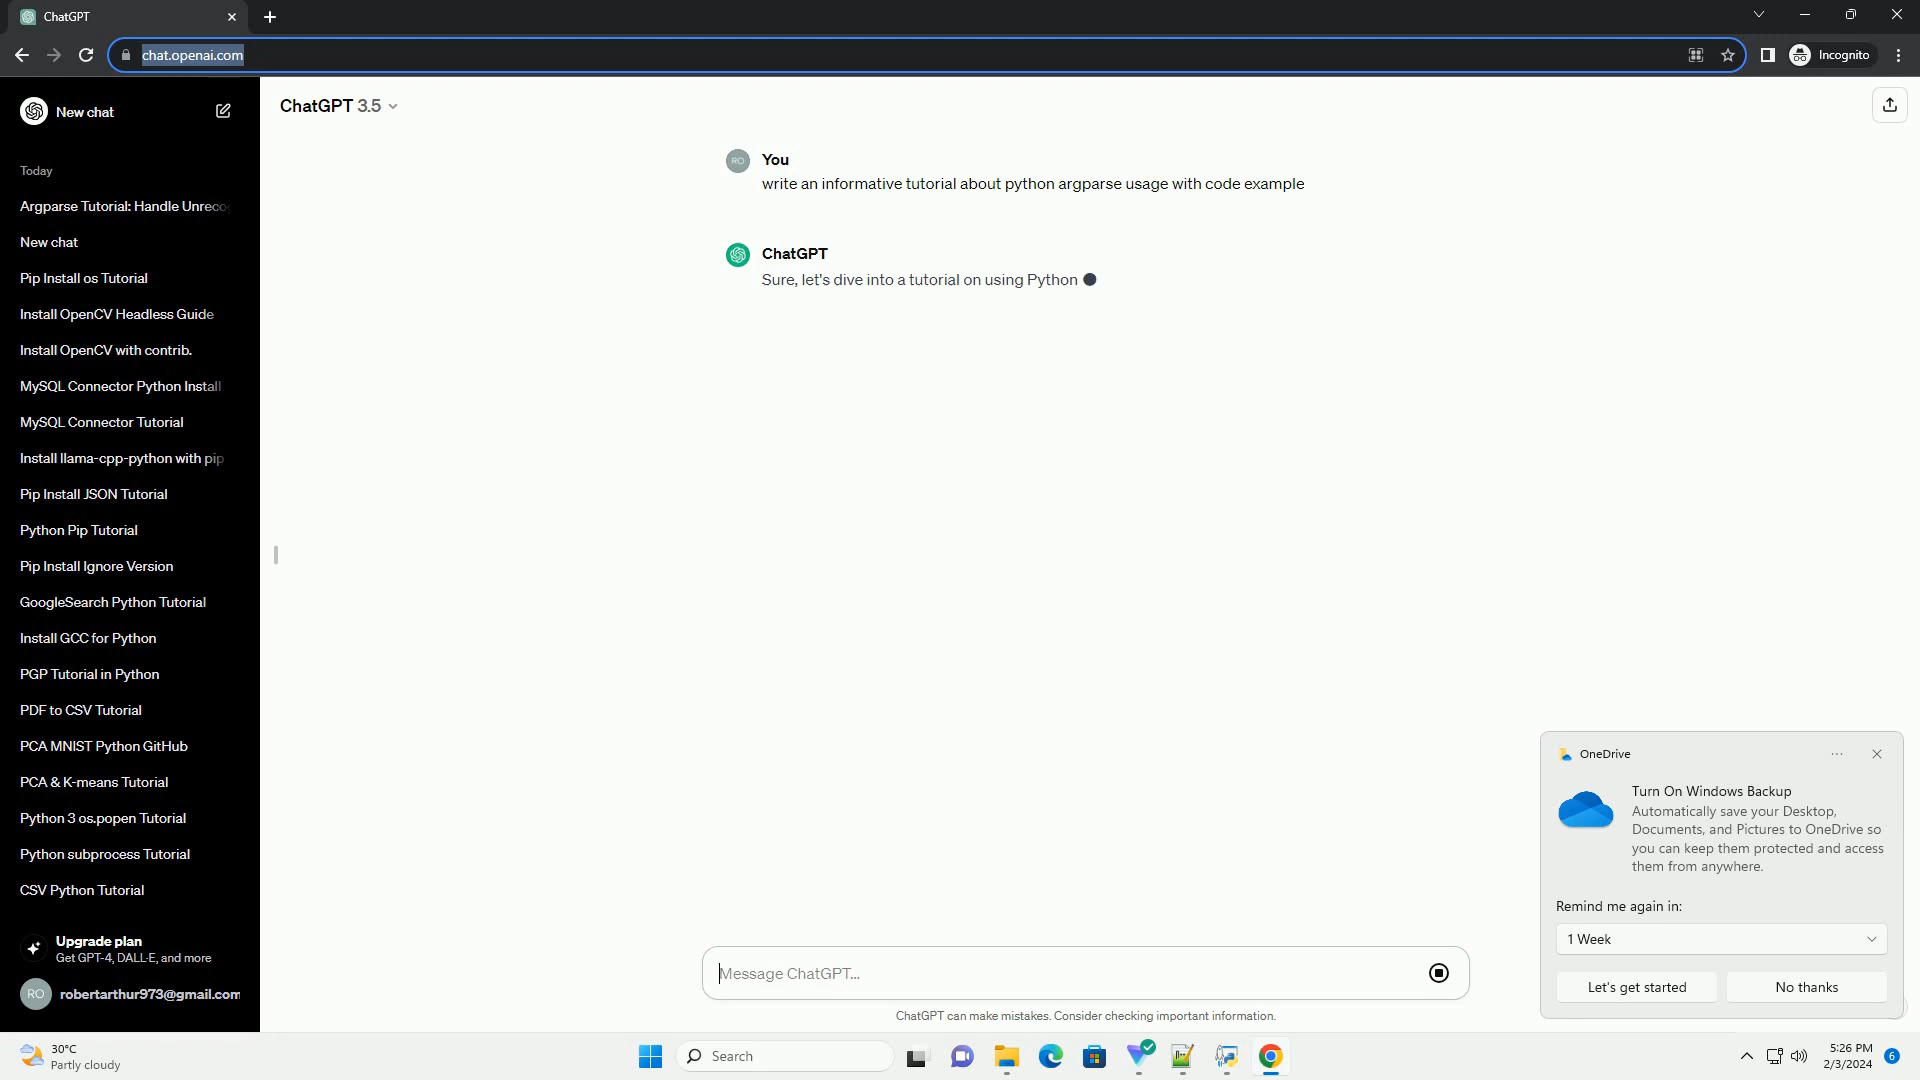 ChatGPT
chat.openai.com
Incognito
New chat
Today
Argparse Tutorial: Handle Unreco
New chat
Pip Install os Tutorial
Install OpenCV Headless Guide
Install OpenCV with contrib.
MySQL Connector Python Install
MySQL Connector Tutorial
Install llama-cpp-python with pip
Pip Install JSON Tutorial
Python Pip Tutorial
Pip Install Ignore Version
GoogleSearch Python Tutorial
Install GCC for Python
PGP Tutorial in Python
PDF to CSV Tutorial
PCA MNIST Python GitHub
PCA & K-means Tutorial
Python 3 os.popen Tutorial
Python subprocess Tutorial
CSV Python Tutorial
Upgrade plan
Get GPT-4, DALL·E, and more
RO robertarthur973@gmail.com
ChatGPT 3.5
RO You
write an informative tutorial about python argparse usage with code example
ChatGPT
Sure, let's dive into a tutorial on using Python
Message ChatGPT...
ChatGPT can make mistakes. Consider checking important information.
OneDrive
Turn On Windows Backup
Automatically save your Desktop,
Documents, and Pictures to OneDrive so
you can keep them protected and access
them from anywhere.
Remind me again in:
1 Week
Let's get started
No thanks
30°C
Partly cloudy
Search
5:26 PM
2/3/2024
6